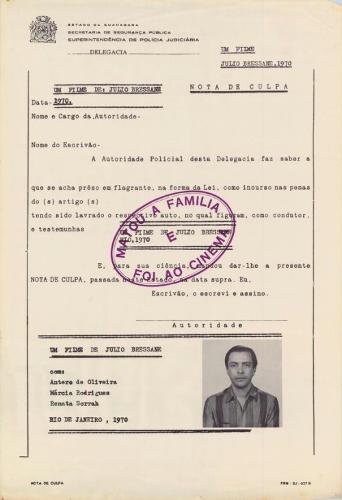 ESTADO DA GUANABARA
SECRETARIA DE SEGURANÇA PÚBLICA
SUPERINTENDÊNCIA DE POLÍCIA JUDICIÁRIA
DELEGACIA
UM FILME
JULIO BRESSANE,1970
UM FILME DE: JULIO BRESSANE
NOTA DE CULPA
Data- 1970.
Nome e Cargo da Autoridade-
Nome do Escrivão-
A Autoridade Policial desta Delegacia faz saber a
que se acha prêso em flagrante, na forma da Lei, como incurso nas penas
do (s) artigo (s)
tendo sido lavrado o respectivo auto, no qual figuram, como condutor,
e testemunhas
UM FILME DE JULIO BRESSANE
RIO,1970
MATOU A FAMILIA
E
FOI AO CINEMA
E, para sua ciência, mandou dar-lhe a presente
NOTA DE CULPA, passada neste Estado, na data supra. Eu,
Escrivão, o escrevi e assino.
Autoridade
UM FILME DE JULIO BRESSANE
com:
Antero de Oliveira
Márcia Rodrigues
Renata Sorrah
RIO DE JANEIRO , 1970
NOTA DE CULPA